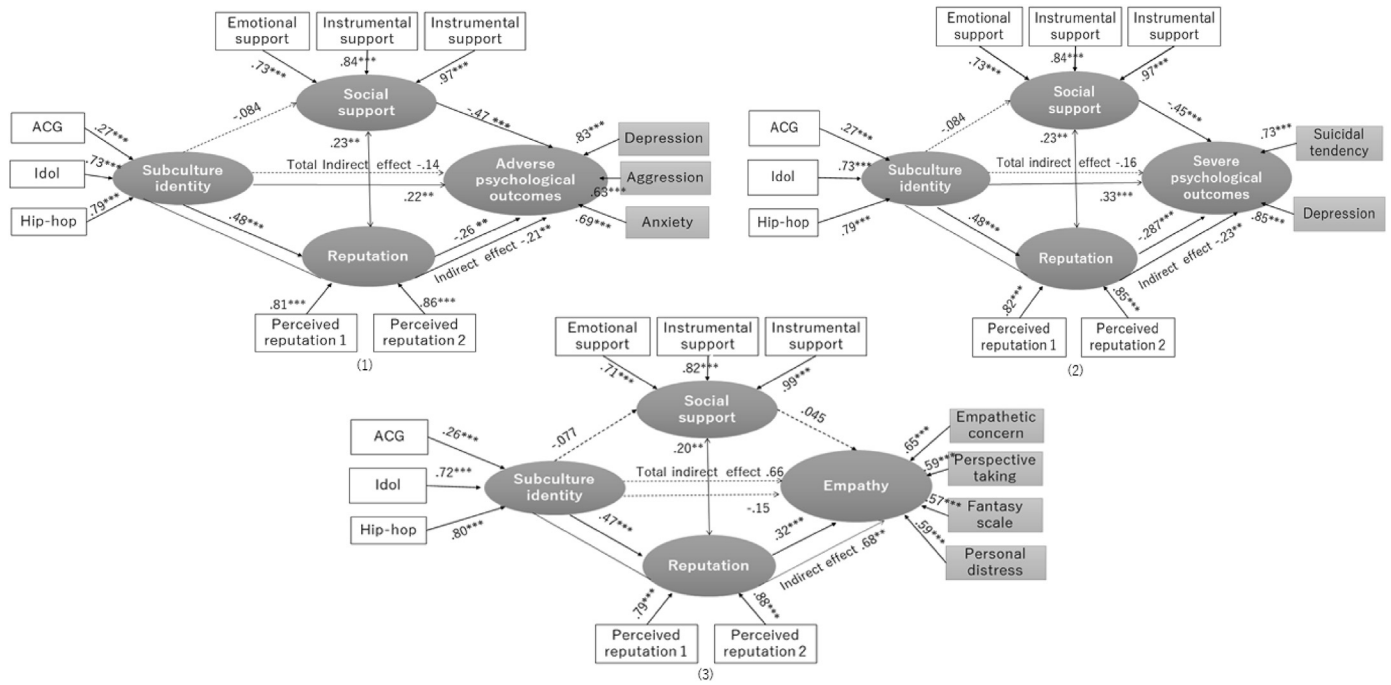 Emotional
support
Instrumental
support
Instrumental
support
.73***
.84***
.97***
Social
support
-.084
-.47 ***
ACG
.27***
Idol
.73***
Hip-hop
.79***
Subculture
identity
.23**
Total Indirect effect -.14
.22**
Adverse
psychological
outcomes
.83***
Depression
.63***
Aggression
.69***
Anxiety
.48***
Reputation
-.26 **
Indirect effect -.21**
.81***
.86***
Perceived
reputation 1
Perceived
reputation 2
(1)
Emotional
support
Instrumental
support
Instrumental
support
.73***
.84***
.97***
Social
support
-.084
-.45***
ACG
.27***
Idol
.73***
Hip-hop
.79***
Subculture
identity
.23**
Total indirect effect -.16
.33***
Severe
psychological
outcomes
.73***
Suicidal
tendency
.85***
Depression
.48***
Reputation
-.287***
Indirect effect -.23**
.82***
.85***
Perceived
reputation 1
Perceived
reputation 2
(2)
Emotional
support
Instrumental
support
Instrumental
support
.71***
.82***
.99***
Social
support
-.077
.045
ACG
.26***
Idol
.72***
Hip-hop
.80***
Subculture
identity
.20**
Total indirect effect .66
-.15
Empathy
.65***
Empathetic
concern
.59***
Perspective
taking
.57***
Fantasy
scale
.59***
Personal
distress
.47***
Reputation
.32***
Indirect effect .68**
.79***
.88***
Perceived
reputation 1
Perceived
reputation 2
(3)